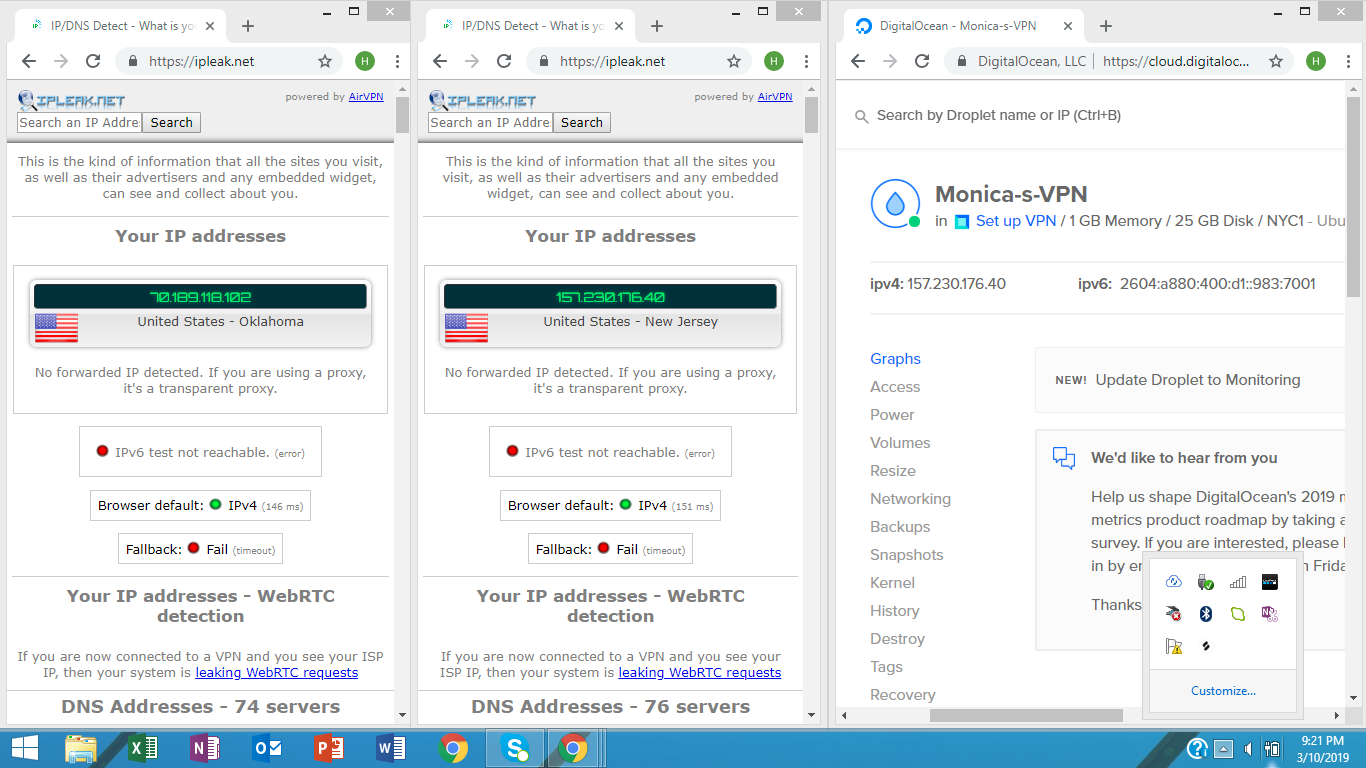 IP/DNS Detect - What is yo
https://ipleak.net
H
IPLEAK.NET
powered by AirVPN
Search an IP Addre
Search
This is the kind of information that all the sites you visit,
as well as their advertisers and any embedded widget,
can see and collect about you.
Your IP addresses
70.189.118.102
United States - Oklahoma
No forwarded IP detected. If you are using a proxy,
it's a transparent proxy.
IPv6 test not reachable. (error)
Browser default: IPv4 (146 ms)
Fallback: Fail (timeout)
Your IP addresses - WebRTC
detection
If you are now connected to a VPN and you see your ISP
IP, then your system is leaking WebRTC requests
DNS Addresses - 74 servers
IP/DNS Detect - What is yo
https://ipleak.net
H
IPLEAK.NET
powered by AirVPN
Search an IP Addre
Search
This is the kind of information that all the sites you
visit, as well as their advertisers and any embedded
widget, can see and collect about you.
Your IP addresses
157.230.176.40
United States - New Jersey
No forwarded IP detected. If you are using a proxy,
it's a transparent proxy.
IPv6 test not reachable. (error)
Browser default: IPv4 (151 ms)
Fallback: Fail (timeout)
Your IP addresses - WebRTC
detection
If you are now connected to a VPN and you see your
ISP IP, then your system is leaking WebRTC requests
DNS Addresses - 76 servers
DigitalOcean - Monica-s-VPN
DigitalOcean, LLC | https://cloud.digitaloc...
H
Search by Droplet name or IP (Ctrl+B)
Monica-s-VPN
in Set up VPN / 1 GB Memory / 25 GB Disk / NYC1 - Ubu
ipv4: 157.230.176.40
ipv6: 2604:a880:400:d1::983:7001
Graphs
Access
Power
Volumes
Resize
Networking
Backups
Snapshots
Kernel
History
Destroy
Tags
Recovery
NEW! Update Droplet to Monitoring
We'd like to hear from you
Help us shape DigitalOcean's 2019 m
metrics product roadmap by taking a
survey. If you are interested, please l
in by en
n Frida
Thanks
Customize...
9:21 PM
3/10/2019